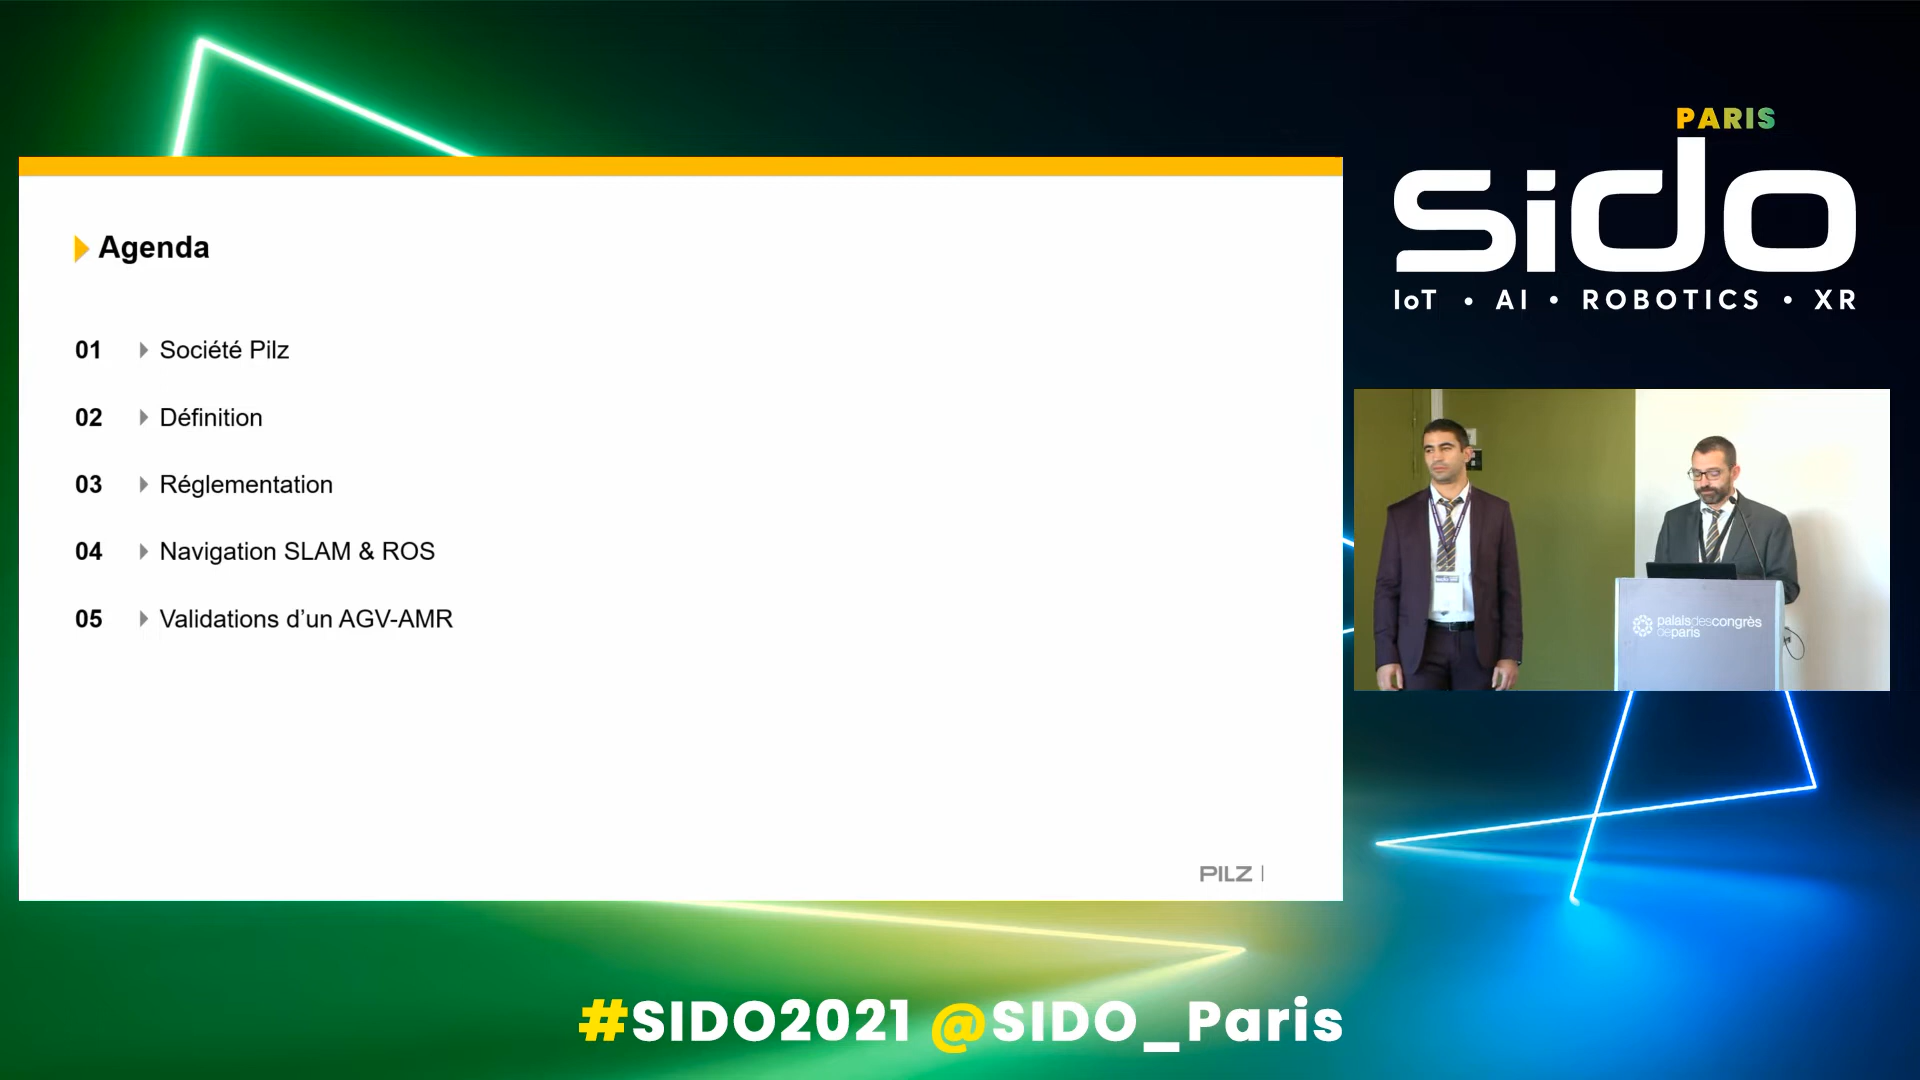 PARIS
sido
IoT • AI • ROBOTICS • XR
Agenda
01 Société Pilz
02 Définition
03 Réglementation
04 Navigation SLAM & ROS
05 Validations d’un AGV-AMR
PILZ
palaisdescongrès
deparis
#SIDO2021 @SIDO_Paris